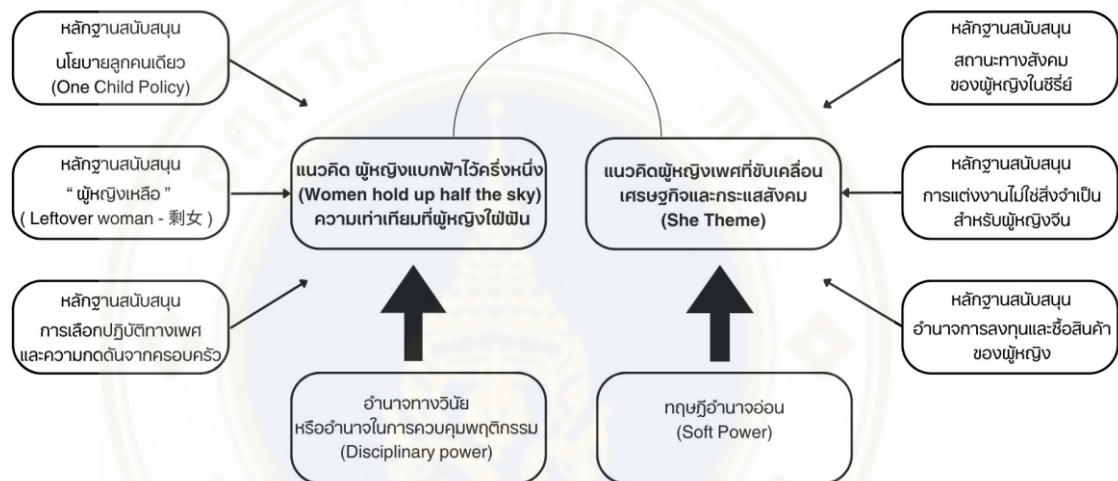 หลักฐานสนับสนุน
นโยบายลูกคนเดียว
(One Child Policy)
หลักฐานสนับสนุน
สถานะทางสังคม
ของผู้หญิงในซีรี่ย์
หลักฐานสนับสนุน
“ ผู้หญิงเหลือ ”
( Leftover woman - 剩女 )
แนวคิด ผู้หญิงแบกฟ้าไว้ครึ่งหนึ่ง
(Women hold up half the sky)
ความเท่าเทียมที่ผู้หญิงใฝ่ฝัน
แนวคิดผู้หญิงเพศที่ขับเคลื่อน
เศรษฐกิจและกระแสสังคม
(She Theme)
หลักฐานสนับสนุน
การแต่งงานไม่ใช่สิ่งจำเป็น
สำหรับผู้หญิงจีน
หลักฐานสนับสนุน
การเลือกปฏิบัติทางเพศ
และความกดดันจากครอบครัว
หลักฐานสนับสนุน
อำนาจการลงทุนและซื้อสินค้า
ของผู้หญิง
อำนาจทางวินัย
หรืออำนาจในการควบคุมพฤติกรรม
(Disciplinary power)
ทฤษฎีอำนาจอ่อน
(Soft Power)